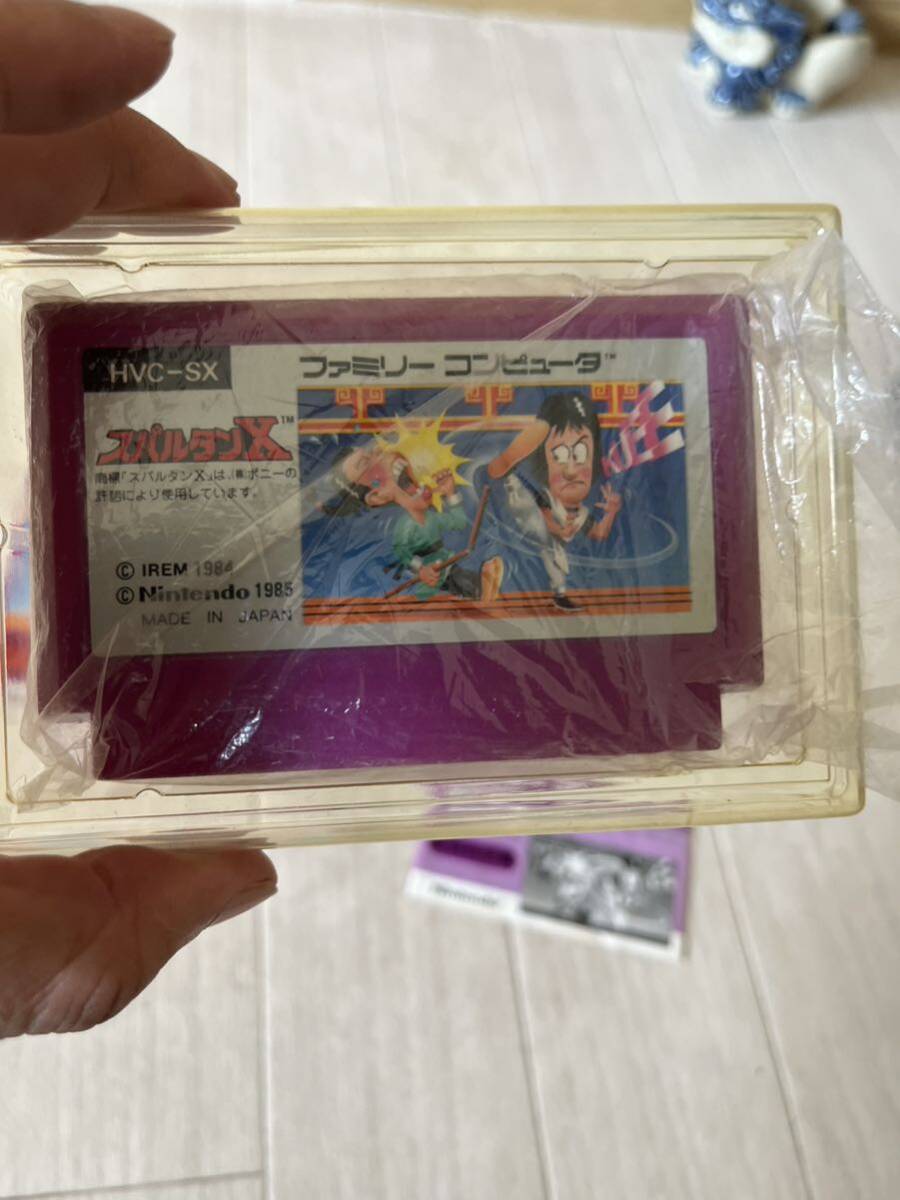 HVC-SX
ファミリー コンピュータ™
スパルタンX™
商標「スパルタンX」は、(株)ポニーの
許諾により使用しています。
© IREM 1984
© Nintendo 1985
MADE IN JAPAN
Nintendo